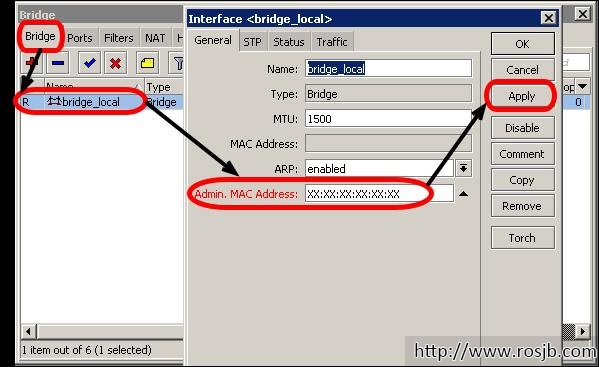 Bridge
Bridge Ports Filters NAT H
Name Type
R bridge_local Bridge 0
1 item out of 6 (1 selected)
Interface <bridge_local>
General STP Status Traffic
Name: bridge_local
Type: Bridge
MTU: 1500
MAC Address:
ARP: enabled
Admin. MAC Address: XX:XX:XX:XX:XX:XX
OK
Cancel
Apply
Disable
Comment
Copy
Remove
Torch
http://www.rosjb.com